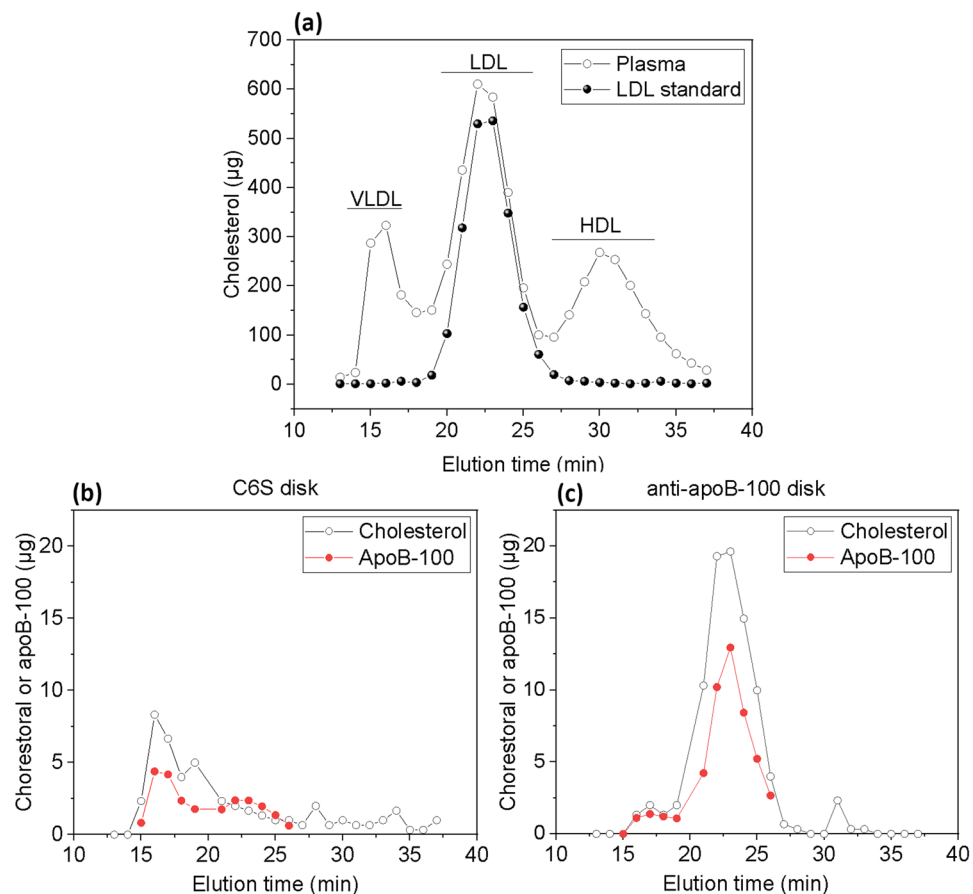 (a)
700
600
500
400
300
200
100
0
Cholesterol (µg)
VLDL
LDL
HDL
Plasma
LDL standard
10 15 20 25 30 35 40
Elution time (min)
(b) C6S disk
20
15
10
5
0
Chorestoral or apoB-100 (µg)
Cholesterol
ApoB-100
10 15 20 25 30 35 40
Elution time (min)
(c) anti-apoB-100 disk
20
15
10
5
0
Chorestoral or apoB-100 (µg)
Cholesterol
ApoB-100
10 15 20 25 30 35 40
Elution time (min)